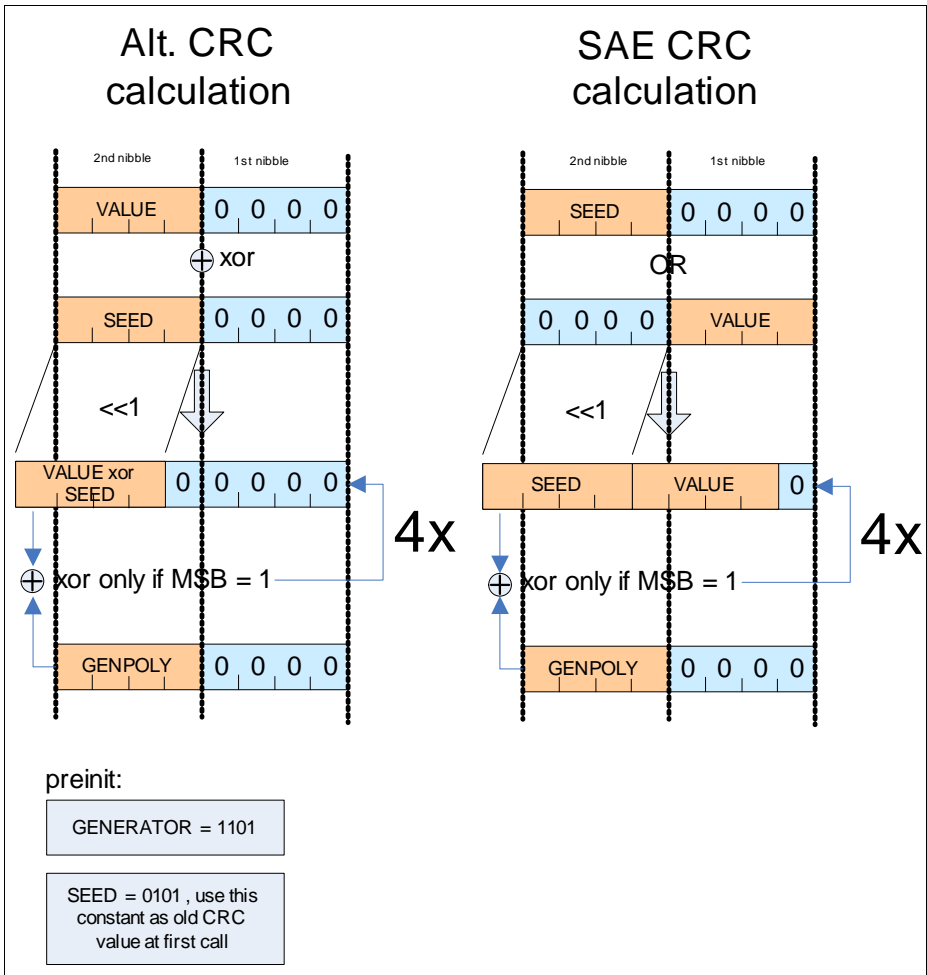 Alt. CRC
calculation
2nd nibble 1st nibble
VALUE 0 0 0 0
xor
SEED 0 0 0 0
<<1
VALUE xor
SEED
0 0 0 0 0
4x
xor only if MSB = 1
GENPOLY 0 0 0 0
SAE CRC
calculation
2nd nibble 1st nibble
SEED 0 0 0 0
OR
0 0 0 0 VALUE
<<1
SEED VALUE 0
4x
xor only if MSB = 1
GENPOLY 0 0 0 0
preinit:
GENERATOR = 1101
SEED = 0101 , use this
constant as old CRC
value at first call